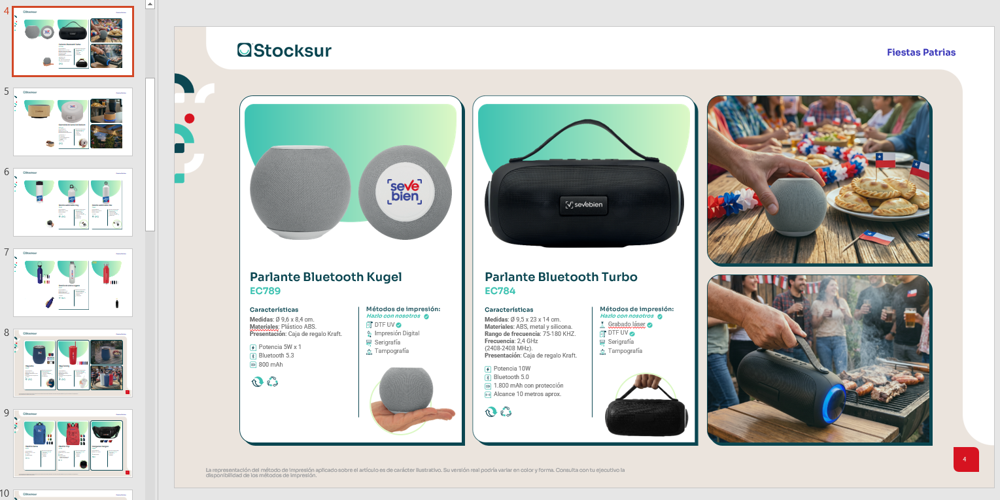 4
5
6
7
8
9
10
Stocksur
Fiestas Patrias
seve
bien
sevebien
Parlante Bluetooth Kugel
EC789
Características
Medidas: Ø 9,6 x 8,4 cm.
Materiales: Plástico ABS.
Presentación: Caja de regalo Kraft.
Potencia 5W x 1
Bluetooth 5.3
800 mAh
Métodos de impresión:
Hazlo con nosotros
DTF UV
Impresión Digital
Serigrafía
Tampografía
Parlante Bluetooth Turbo
EC784
Características
Medidas: Ø 9,5 x 23 x 14 cm.
Materiales: ABS, metal y silicona.
Rango de frecuencia: 75-180 KHZ.
Frecuencia: 2,4 GHz
(2408-2408 MHz).
Presentación: Caja de regalo Kraft.
Potencia 10W
Bluetooth 5.0
1.800 mAh con protección
Alcance 10 metros aprox.
Métodos de impresión:
Hazlo con nosotros
Grabado láser
DTF UV
Serigrafía
Tampografía
La representación del método de impresión aplicado sobre el artículo es de carácter ilustrativo. Su versión real podría variar en color y forma. Consulta con tu ejecutivo la
disponibilidad de los métodos de impresión.
4